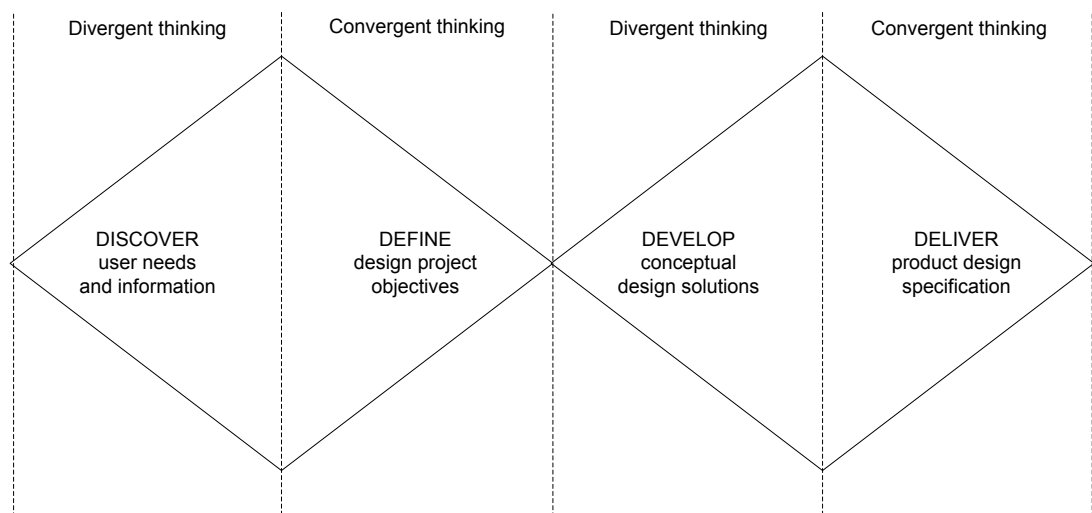 Divergent thinking
Convergent thinking
Divergent thinking
Convergent thinking
DISCOVER
user needs
and information
DEFINE
design project
objectives
DEVELOP
conceptual
design solutions
DELIVER
product design
specification